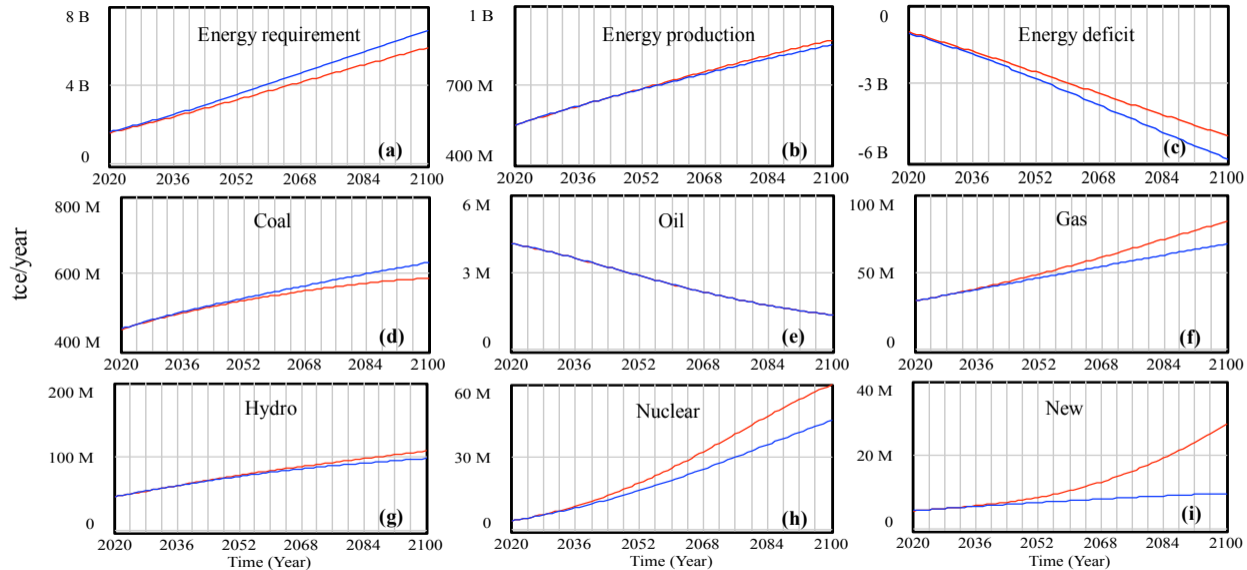 8 B
Energy requirement
4 B
0
(a)
2020 2036 2052 2068 2084 2100
1 B
Energy production
700 M
400 M
(b)
2020 2036 2052 2068 2084 2100
0
Energy deficit
-3 B
-6 B
(c)
2020 2036 2052 2068 2084 2100
tce/year
800 M
Coal
600 M
400 M
(d)
2020 2036 2052 2068 2084 2100
6 M
Oil
3 M
0
(e)
2020 2036 2052 2068 2084 2100
100 M
Gas
50 M
0
(f)
2020 2036 2052 2068 2084 2100
200 M
Hydro
100 M
0
(g)
2020 2036 2052 2068 2084 2100
Time (Year)
60 M
Nuclear
30 M
0
(h)
2020 2036 2052 2068 2084 2100
Time (Year)
40 M
New
20 M
0
(i)
2020 2036 2052 2068 2084 2100
Time (Year)